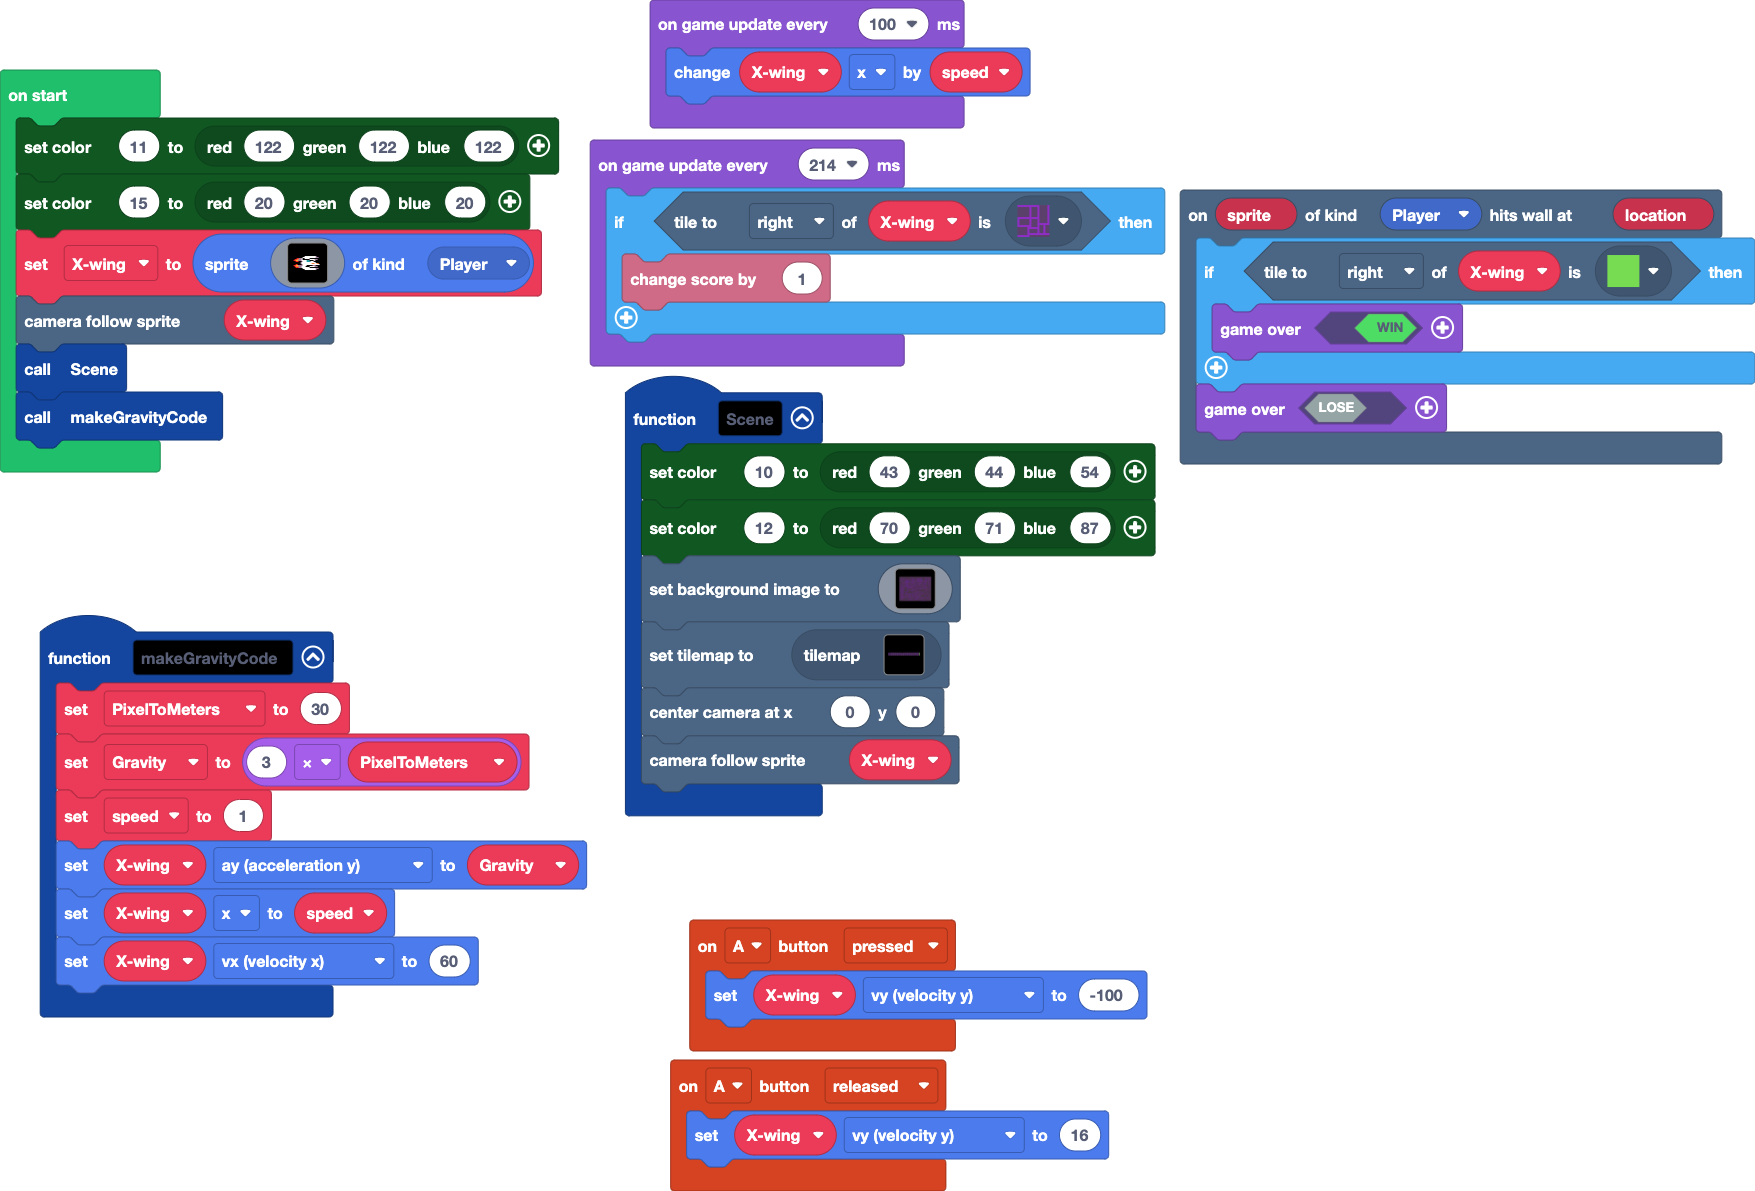 on start
set color 11 to red 122 green 122 blue 122
set color 15 to red 20 green 20 blue 20
set X-wing to sprite of kind Player
camera follow sprite X-wing
call Scene
call makeGravityCode
on game update every 100 ms
change X-wing x by speed
on game update every 214 ms
if tile to right of X-wing is then
change score by 1
on sprite of kind Player hits wall at location
if tile to right of X-wing is then
game over WIN
game over LOSE
function Scene
set color 10 to red 43 green 44 blue 54
set color 12 to red 70 green 71 blue 87
set background image to
set tilemap to tilemap
center camera at x 0 y 0
camera follow sprite X-wing
function makeGravityCode
set PixelToMeters to 30
set Gravity to 3 × PixelToMeters
set speed to 1
set X-wing ay (acceleration y) to Gravity
set X-wing x to speed
set X-wing vx (velocity x) to 60
on A button pressed
set X-wing vy (velocity y) to -100
on A button released
set X-wing vy (velocity y) to 16